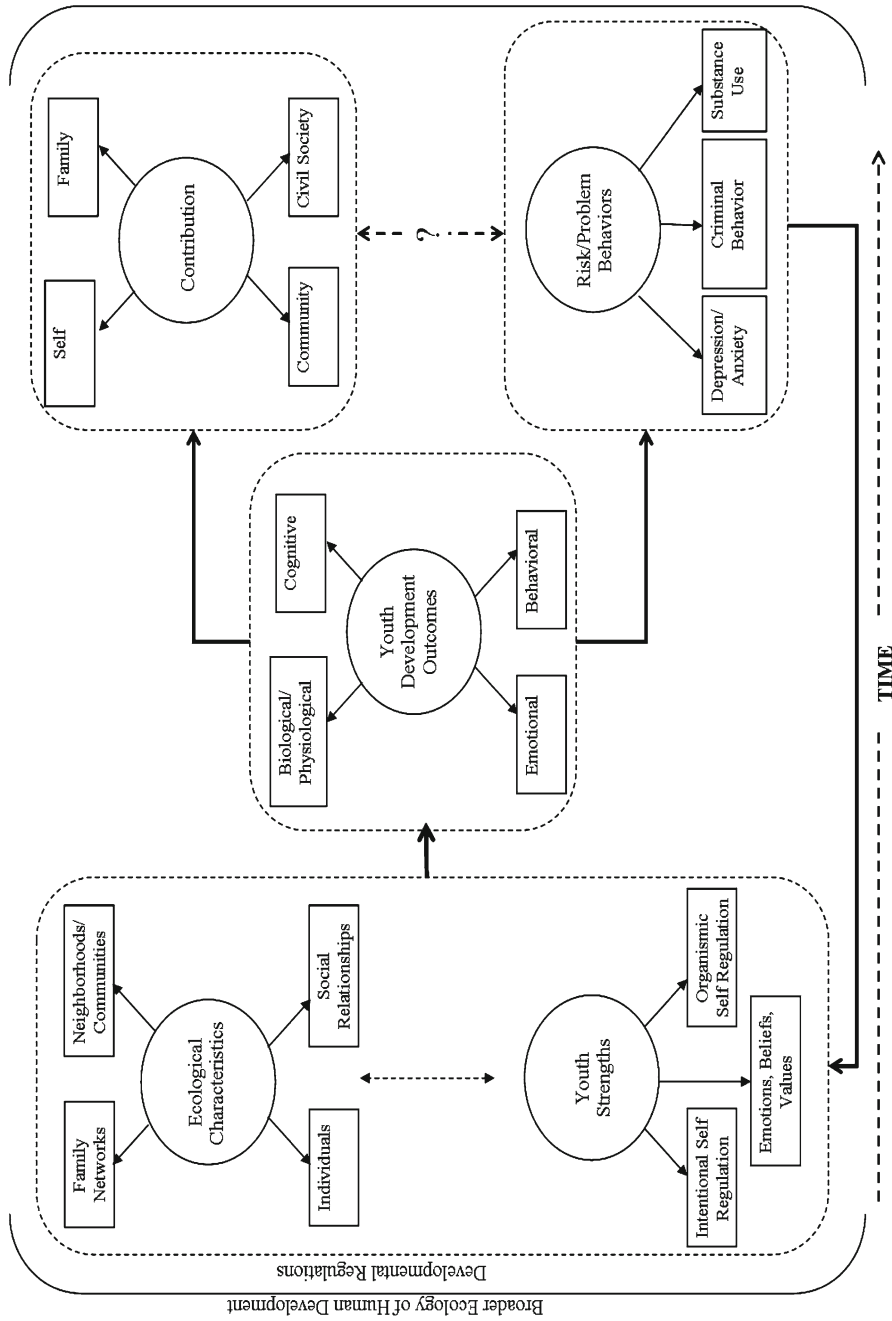 Broader Ecology of Human Development
Developmental Regulations
Family
Networks
Neighborhoods/
Communities
Ecological
Characteristics
Individuals
Social
Relationships
Youth
Strengths
Intentional Self
Regulation
Organismic
Self Regulation
Emotions, Beliefs,
Values
Biological/
Physiological
Cognitive
Youth
Development
Outcomes
Emotional
Behavioral
Self
Family
Contribution
Community
Civil Society
?
Risk/Problem
Behaviors
Depression/
Anxiety
Criminal
Behavior
Substance
Use
TIME